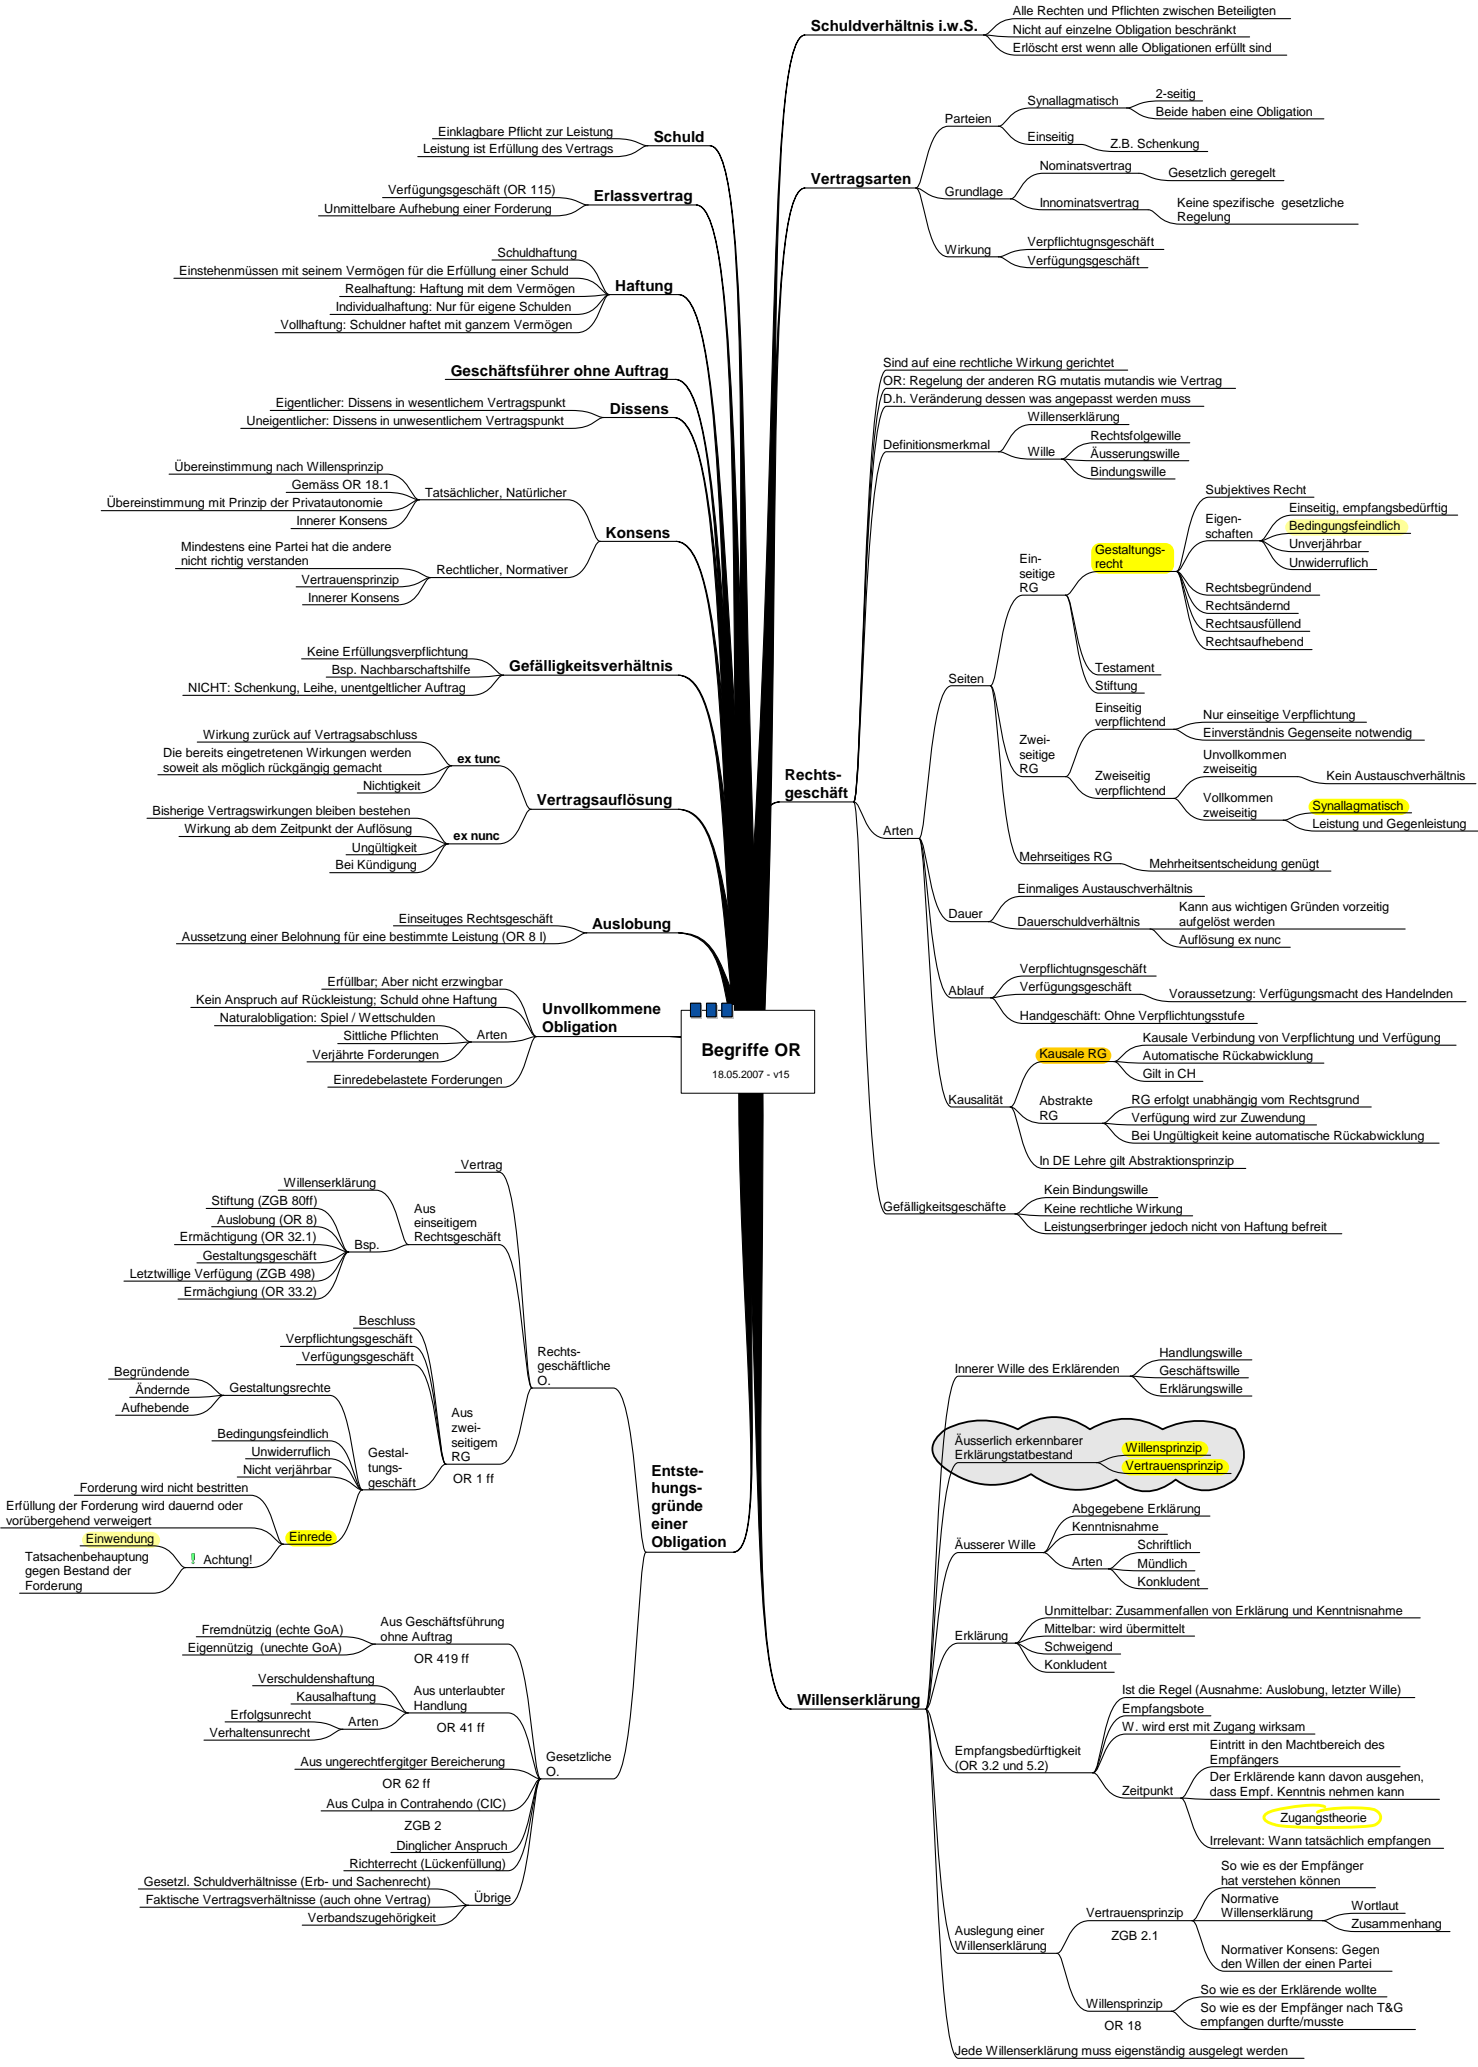 Begriffe OR
18.05.2007 - v15
Schuldverhältnis i.w.S.
Alle Rechten und Pflichten zwischen Beteiligten
Nicht auf einzelne Obligation beschränkt
Erlöscht erst wenn alle Obligationen erfüllt sind
Vertragsarten
Parteien
Synallagmatisch
2-seitig
Beide haben eine Obligation
Einseitig
Z.B. Schenkung
Grundlage
Nominatsvertrag
Gesetzlich geregelt
Innominatsvertrag
Keine spezifische gesetzliche
Regelung
Wirkung
Verpflichtugnsgeschäft
Verfügungsgeschäft
Rechts-
geschäft
Sind auf eine rechtliche Wirkung gerichtet
OR: Regelung der anderen RG mutatis mutandis wie Vertrag
D.h. Veränderung dessen was angepasst werden muss
Definitionsmerkmal
Willenserklärung
Wille
Rechtsfolgewille
Äusserungswille
Bindungswille
Arten
Seiten
Ein-
seitige
RG
Gestaltungs-
recht
Subjektives Recht
Eigen-
schaften
Einseitig, empfangsbedürftig
Bedingungsfeindlich
Unverjährbar
Unwiderruflich
Rechtsbegründend
Rechtsändernd
Rechtsausfüllend
Rechtsaufhebend
Testament
Stiftung
Zwei-
seitige
RG
Einseitig
verpflichtend
Nur einseitige Verpflichtung
Einverständnis Gegenseite notwendig
Zweiseitig
verpflichtend
Unvollkommen
zweiseitig
Kein Austauschverhältnis
Vollkommen
zweiseitig
Synallagmatisch
Leistung und Gegenleistung
Mehrseitiges RG
Mehrheitsentscheidung genügt
Dauer
Einmaliges Austauschverhältnis
Dauerschuldverhältnis
Kann aus wichtigen Gründen vorzeitig
aufgelöst werden
Auflösung ex nunc
Ablauf
Verpflichtugnsgeschäft
Verfügungsgeschäft
Voraussetzung: Verfügungsmacht des Handelnden
Handgeschäft: Ohne Verpflichtungsstufe
Kausalität
Kausale RG
Kausale Verbindung von Verpflichtung und Verfügung
Automatische Rückabwicklung
Gilt in CH
Abstrakte
RG
RG erfolgt unabhängig vom Rechtsgrund
Verfügung wird zur Zuwendung
Bei Ungültigkeit keine automatische Rückabwicklung
In DE Lehre gilt Abstraktionsprinzip
Gefälligkeitsgeschäfte
Kein Bindungswille
Keine rechtliche Wirkung
Leistungserbringer jedoch nicht von Haftung befreit
Willenserklärung
Innerer Wille des Erklärenden
Handlungswille
Geschäftswille
Erklärungswille
Äusserlich erkennbarer
Erklärungstatbestand
Willensprinzip
Vertrauensprinzip
Äusserer Wille
Abgegebene Erklärung
Kenntnisnahme
Arten
Schriftlich
Mündlich
Konkludent
Erklärung
Unmittelbar: Zusammenfallen von Erklärung und Kenntnisnahme
Mittelbar: wird übermittelt
Schweigend
Konkludent
Empfangsbedürftigkeit
(OR 3.2 und 5.2)
Ist die Regel (Ausnahme: Auslobung, letzter Wille)
Empfangsbote
W. wird erst mit Zugang wirksam
Zeitpunkt
Eintritt in den Machtbereich des
Empfängers
Der Erklärende kann davon ausgehen,
dass Empf. Kenntnis nehmen kann
Zugangstheorie
Irrelevant: Wann tatsächlich empfangen
Auslegung einer
Willenserklärung
Vertrauensprinzip
ZGB 2.1
So wie es der Empfänger
hat verstehen können
Normative
Willenserklärung
Wortlaut
Zusammenhang
Normativer Konsens: Gegen
den Willen der einen Partei
Willensprinzip
OR 18
So wie es der Erklärende wollte
So wie es der Empfänger nach T&G
empfangen durfte/musste
Jede Willenserklärung muss eigenständig ausgelegt werden
Schuld
Einklagbare Pflicht zur Leistung
Leistung ist Erfüllung des Vertrags
Erlassvertrag
Verfügungsgeschäft (OR 115)
Unmittelbare Aufhebung einer Forderung
Haftung
Schuldhaftung
Einstehenmüssen mit seinem Vermögen für die Erfüllung einer Schuld
Realhaftung: Haftung mit dem Vermögen
Individualhaftung: Nur für eigene Schulden
Vollhaftung: Schuldner haftet mit ganzem Vermögen
Geschäftsführer ohne Auftrag
Dissens
Eigentlicher: Dissens in wesentlichem Vertragspunkt
Uneigentlicher: Dissens in unwesentlichem Vertragspunkt
Konsens
Tatsächlicher, Natürlicher
Übereinstimmung nach Willensprinzip
Gemäss OR 18.1
Übereinstimmung mit Prinzip der Privatautonomie
Innerer Konsens
Rechtlicher, Normativer
Mindestens eine Partei hat die andere
nicht richtig verstanden
Vertrauensprinzip
Innerer Konsens
Gefälligkeitsverhältnis
Keine Erfüllungsverpflichtung
Bsp. Nachbarschaftshilfe
NICHT: Schenkung, Leihe, unentgeltlicher Auftrag
Vertragsauflösung
ex tunc
Wirkung zurück auf Vertragsabschluss
Die bereits eingetretenen Wirkungen werden
soweit als möglich rückgängig gemacht
Nichtigkeit
ex nunc
Bisherige Vertragswirkungen bleiben bestehen
Wirkung ab dem Zeitpunkt der Auflösung
Ungültigkeit
Bei Kündigung
Auslobung
Einseituges Rechtsgeschäft
Aussetzung einer Belohnung für eine bestimmte Leistung (OR 8 I)
Unvollkommene
Obligation
Erfüllbar; Aber nicht erzwingbar
Kein Anspruch auf Rückleistung; Schuld ohne Haftung
Arten
Naturalobligation: Spiel / Wettschulden
Sittliche Pflichten
Verjährte Forderungen
Einredebelastete Forderungen
Entste-
hungs-
gründe
einer
Obligation
Rechts-
geschäftliche
O.
Vertrag
Aus
einseitigem
Rechtsgeschäft
Willenserklärung
Bsp.
Stiftung (ZGB 80ff)
Auslobung (OR 8)
Ermächtigung (OR 32.1)
Gestaltungsgeschäft
Letztwillige Verfügung (ZGB 498)
Ermächgiung (OR 33.2)
Aus
zwei-
seitigem
RG
OR 1 ff
Beschluss
Verpflichtungsgeschäft
Verfügungsgeschäft
Gestal-
tungs-
geschäft
Gestaltungsrechte
Begründende
Ändernde
Aufhebende
Bedingungsfeindlich
Unwiderruflich
Nicht verjährbar
Einrede
Forderung wird nicht bestritten
Erfüllung der Forderung wird dauernd oder
vorübergehend verweigert
Achtung!
Einwendung
Tatsachenbehauptung
gegen Bestand der
Forderung
Gesetzliche
O.
Aus Geschäftsführung
ohne Auftrag
OR 419 ff
Fremdnützig (echte GoA)
Eigennützig (unechte GoA)
Aus unterlaubter
Handlung
OR 41 ff
Verschuldenshaftung
Kausalhaftung
Arten
Erfolgsunrecht
Verhaltensunrecht
Aus ungerechtfergitger Bereicherung
OR 62 ff
Aus Culpa in Contrahendo (CIC)
ZGB 2
Dinglicher Anspruch
Richterrecht (Lückenfüllung)
Übrige
Gesetzl. Schuldverhältnisse (Erb- und Sachenrecht)
Faktische Vertragsverhältnisse (auch ohne Vertrag)
Verbandszugehörigkeit